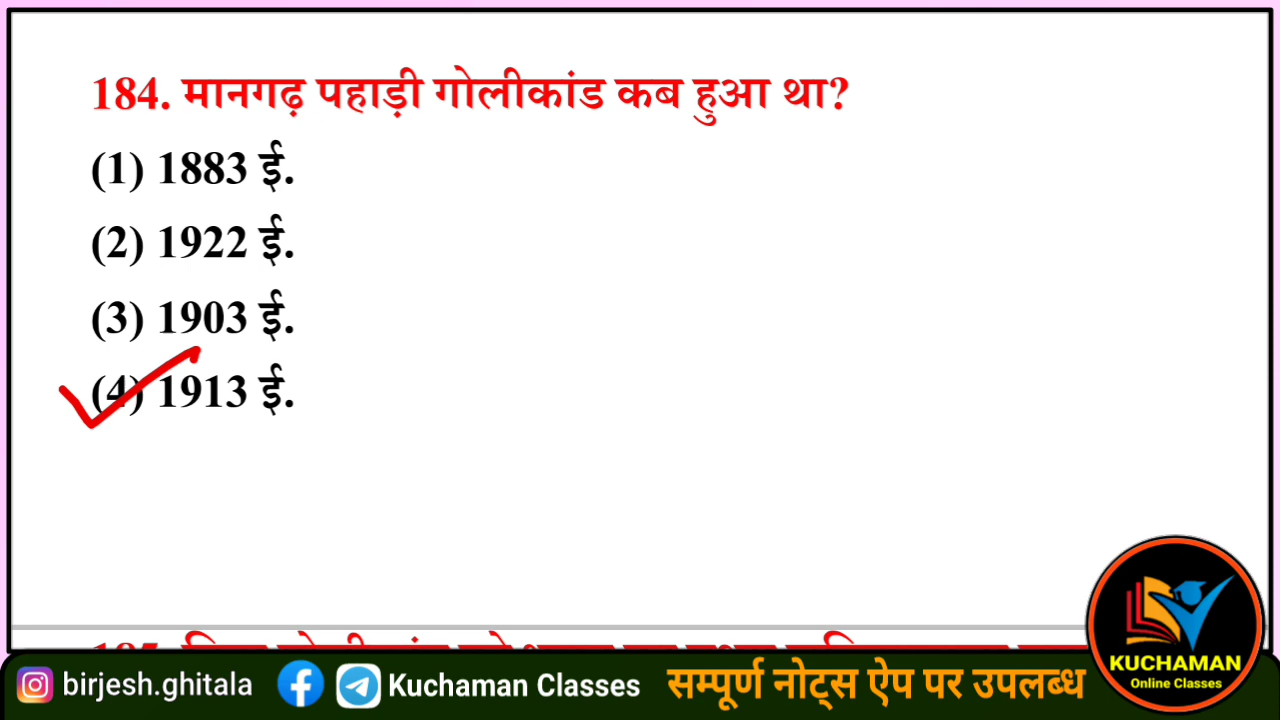 184. मानगढ़ पहाड़ी गोलीकांड कब हुआ था?
(1) 1883 ई.
(2) 1922 ई.
(3) 1903 ई.
(4) 1913 ई.
birjesh.ghitala
Kuchaman Classes
सम्पूर्ण नोट्स ऐप पर उपलब्ध
KUCHAMAN
Online Classes